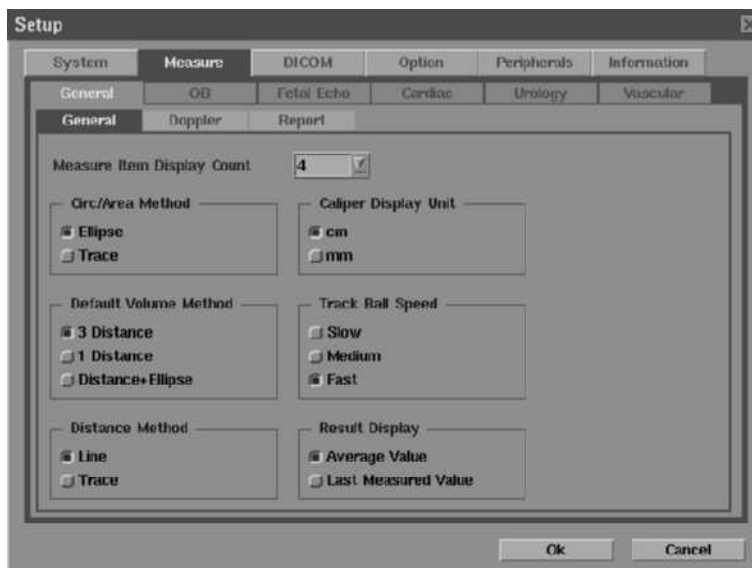 Setup
System Measure DICOM Option Peripherals Information
General OB Fetal Echo Cardiac Urology Vascular
General Doppler Report
Measure Item Display Count 4
Circ/Area Method
Ellipse
Trace
Caliper Display Unit
cm
mm
Default Volume Method
3 Distance
1 Distance
Distance+Ellipse
Track Ball Speed
Slow
Medium
Fast
Distance Method
Line
Trace
Result Display
Average Value
Last Measured Value
Ok Cancel